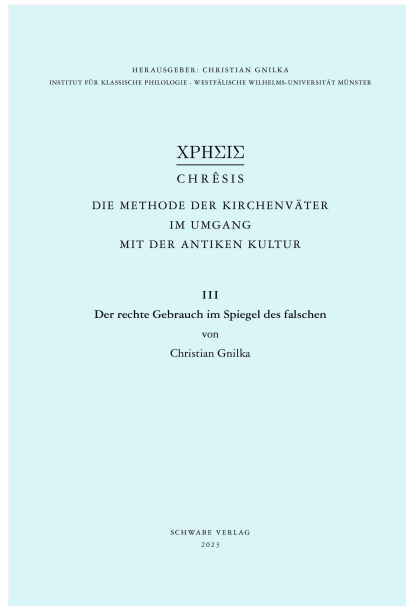 HERAUSGEBER: CHRISTIAN GNILKA
INSTITUT FÜR KLASSISCHE PHILOLOGIE · WESTFÄLISCHE WILHELMS-UNIVERSITÄT MÜNSTER
ΧΡΗΣΙΣ
CHRÊSIS
DIE METHODE DER KIRCHENVÄTER
IM UMGANG
MIT DER ANTIKEN KULTUR
III
Der rechte Gebrauch im Spiegel des falschen
von
Christian Gnilka
SCHWABE VERLAG
2023